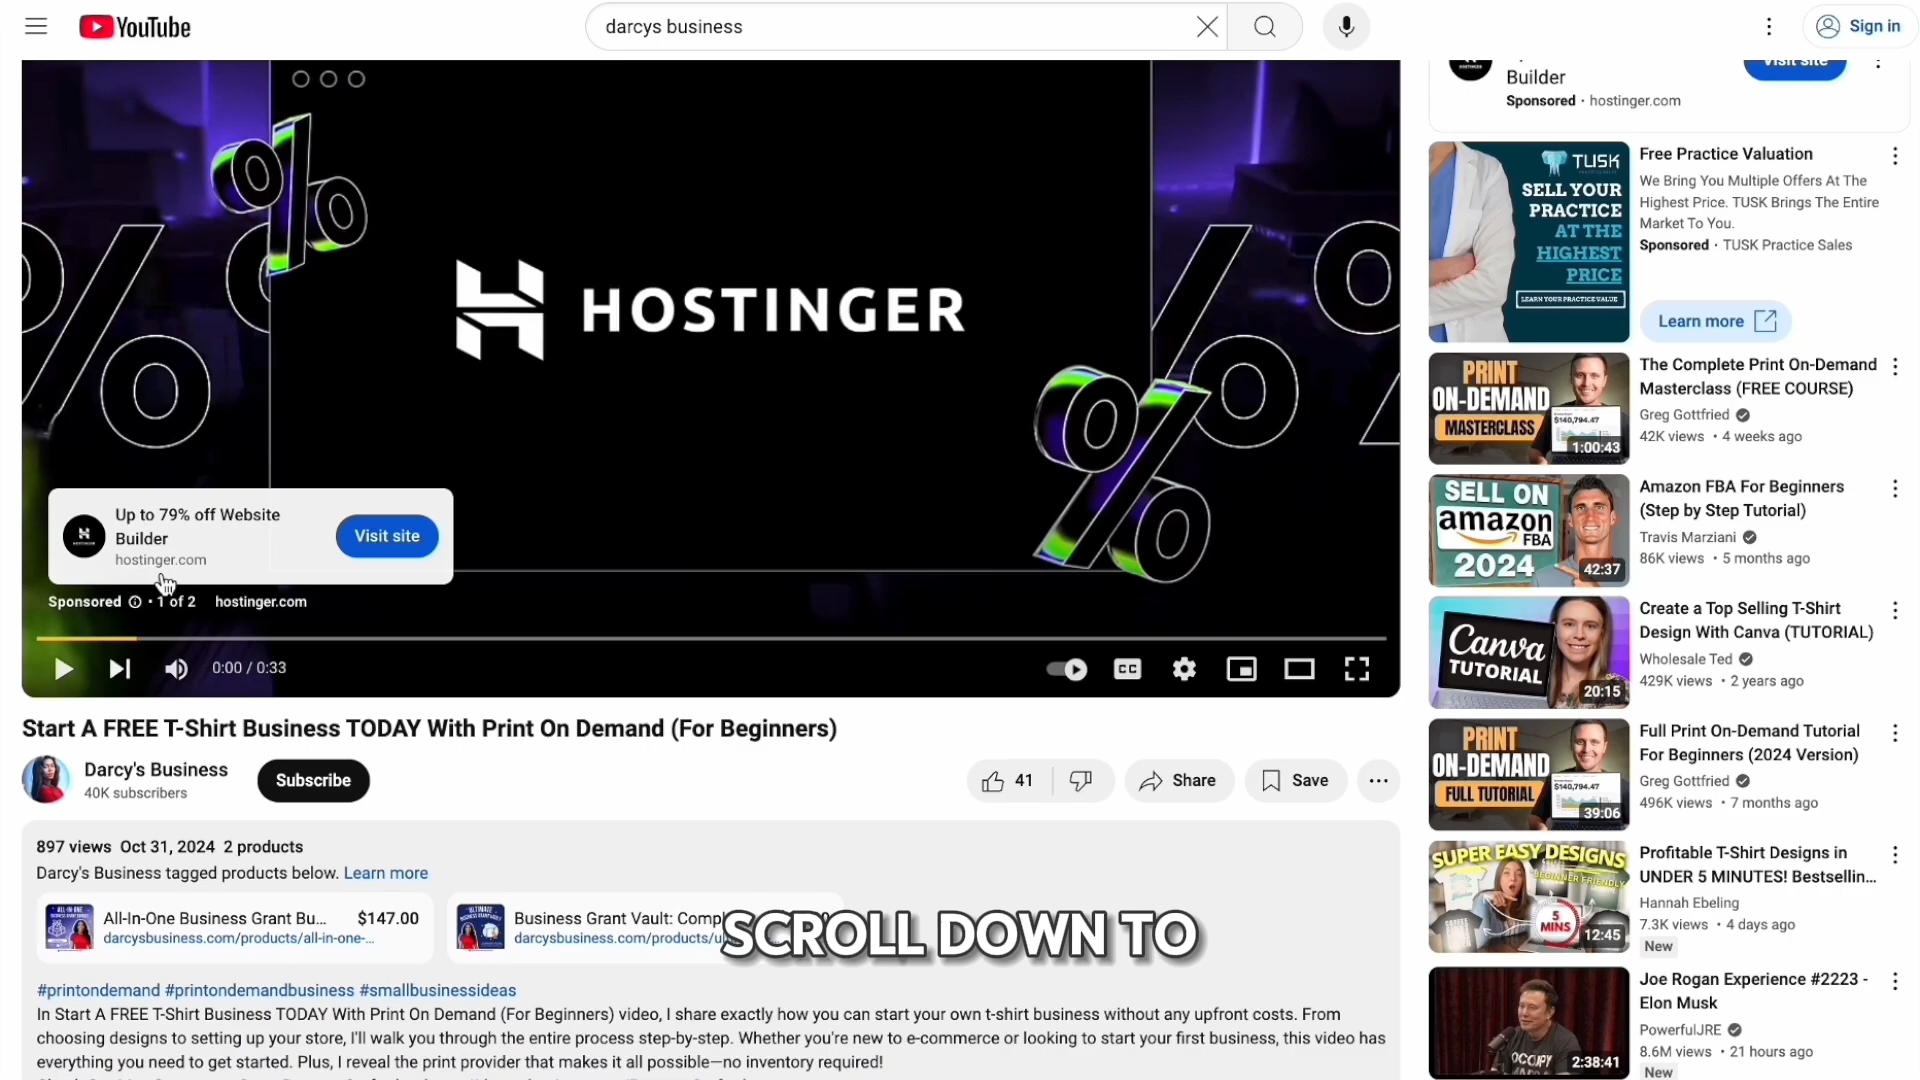 YouTube
darcys business
Sign in
HOSTINGER
Up to 79% off Website
Builder
hostinger.com
Visit site
Sponsored · 1 of 2 hostinger.com
0:00 / 0:33
CC
Start A FREE T-Shirt Business TODAY With Print On Demand (For Beginners)
Darcy's Business
40K subscribers
Subscribe
41
Share
Save
897 views Oct 31, 2024 2 products
Darcy's Business tagged products below. Learn more
All-In-One Business Grant Bu... $147.00
darcysbusiness.com/products/all-in-one-...
Business Grant Vault: Compl
darcysbusiness.com/products/ul
SCROLL DOWN TO
#printondemand #printondemandbusiness #smallbusinessideas
In Start A FREE T-Shirt Business TODAY With Print On Demand (For Beginners) video, I share exactly how you can start your own t-shirt business without any upfront costs. From
choosing designs to setting up your store, I'll walk you through the entire process step-by-step. Whether you're new to e-commerce or looking to start your first business, this video has
everything you need to get started. Plus, I reveal the print provider that makes it all possible—no inventory required!
Builder
Visit site
Sponsored · hostinger.com
TUSK
SELL YOUR
PRACTICE
AT THE
HIGHEST
PRICE
LEARN YOUR PRACTICE VALUE
Free Practice Valuation
We Bring You Multiple Offers At The
Highest Price. TUSK Brings The Entire
Market To You.
Sponsored · TUSK Practice Sales
Learn more
PRINT
ON-DEMAND
MASTERCLASS
$140,794.47
1:00:43
The Complete Print On-Demand
Masterclass (FREE COURSE)
Greg Gottfried
42K views • 4 weeks ago
SELL ON
amazon
FBA
2024
42:37
Amazon FBA For Beginners
(Step by Step Tutorial)
Travis Marziani
86K views • 5 months ago
Canva
TUTORIAL
20:15
Create a Top Selling T-Shirt
Design With Canva (TUTORIAL)
Wholesale Ted
429K views • 2 years ago
PRINT
ON-DEMAND
FULL TUTORIAL
$140,794.47
39:06
Full Print On-Demand Tutorial
For Beginners (2024 Version)
Greg Gottfried
496K views • 7 months ago
SUPER EASY DESIGNS
BEGINNER FRIENDLY
5
MINS
12:45
Profitable T-Shirt Designs in
UNDER 5 MINUTES! Bestsellin...
Hannah Ebeling
7.3K views • 4 days ago
New
OCCUPY
2:38:41
Joe Rogan Experience #2223 -
Elon Musk
PowerfulJRE
8.6M views • 21 hours ago
New